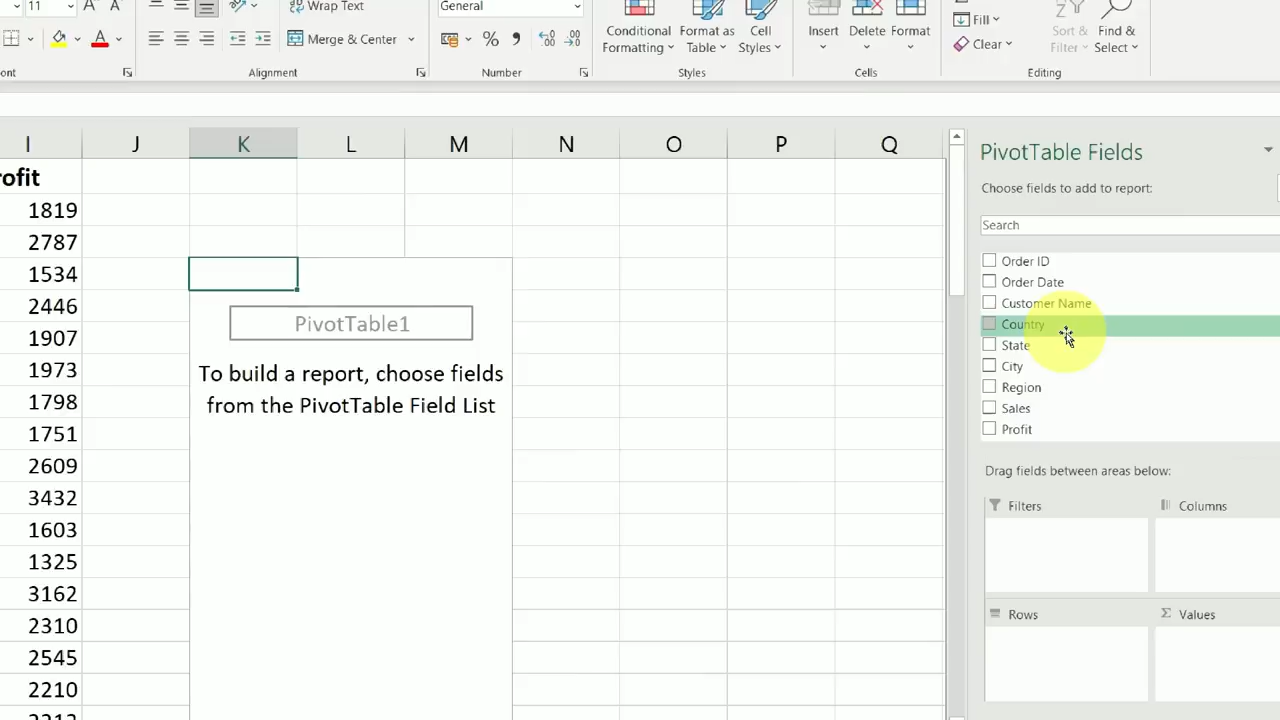 11
Wrap Text
General
Merge & Center
Conditional Formatting
Format as Table
Cell Styles
Insert
Delete
Format
Fill
Clear
Sort & Filter
Find & Select
ont
Alignment
Number
Styles
Cells
Editing
I
J
K
L
M
N
O
P
Q
rofit
1819
2787
1534
2446
1907
1973
1798
1751
2609
3432
1603
1325
3162
2310
2545
2210
PivotTable1
To build a report, choose fields
from the PivotTable Field List
PivotTable Fields
Choose fields to add to report:
Search
Order ID
Order Date
Customer Name
Country
State
City
Region
Sales
Profit
Drag fields between areas below:
Filters
Columns
Rows
Σ Values